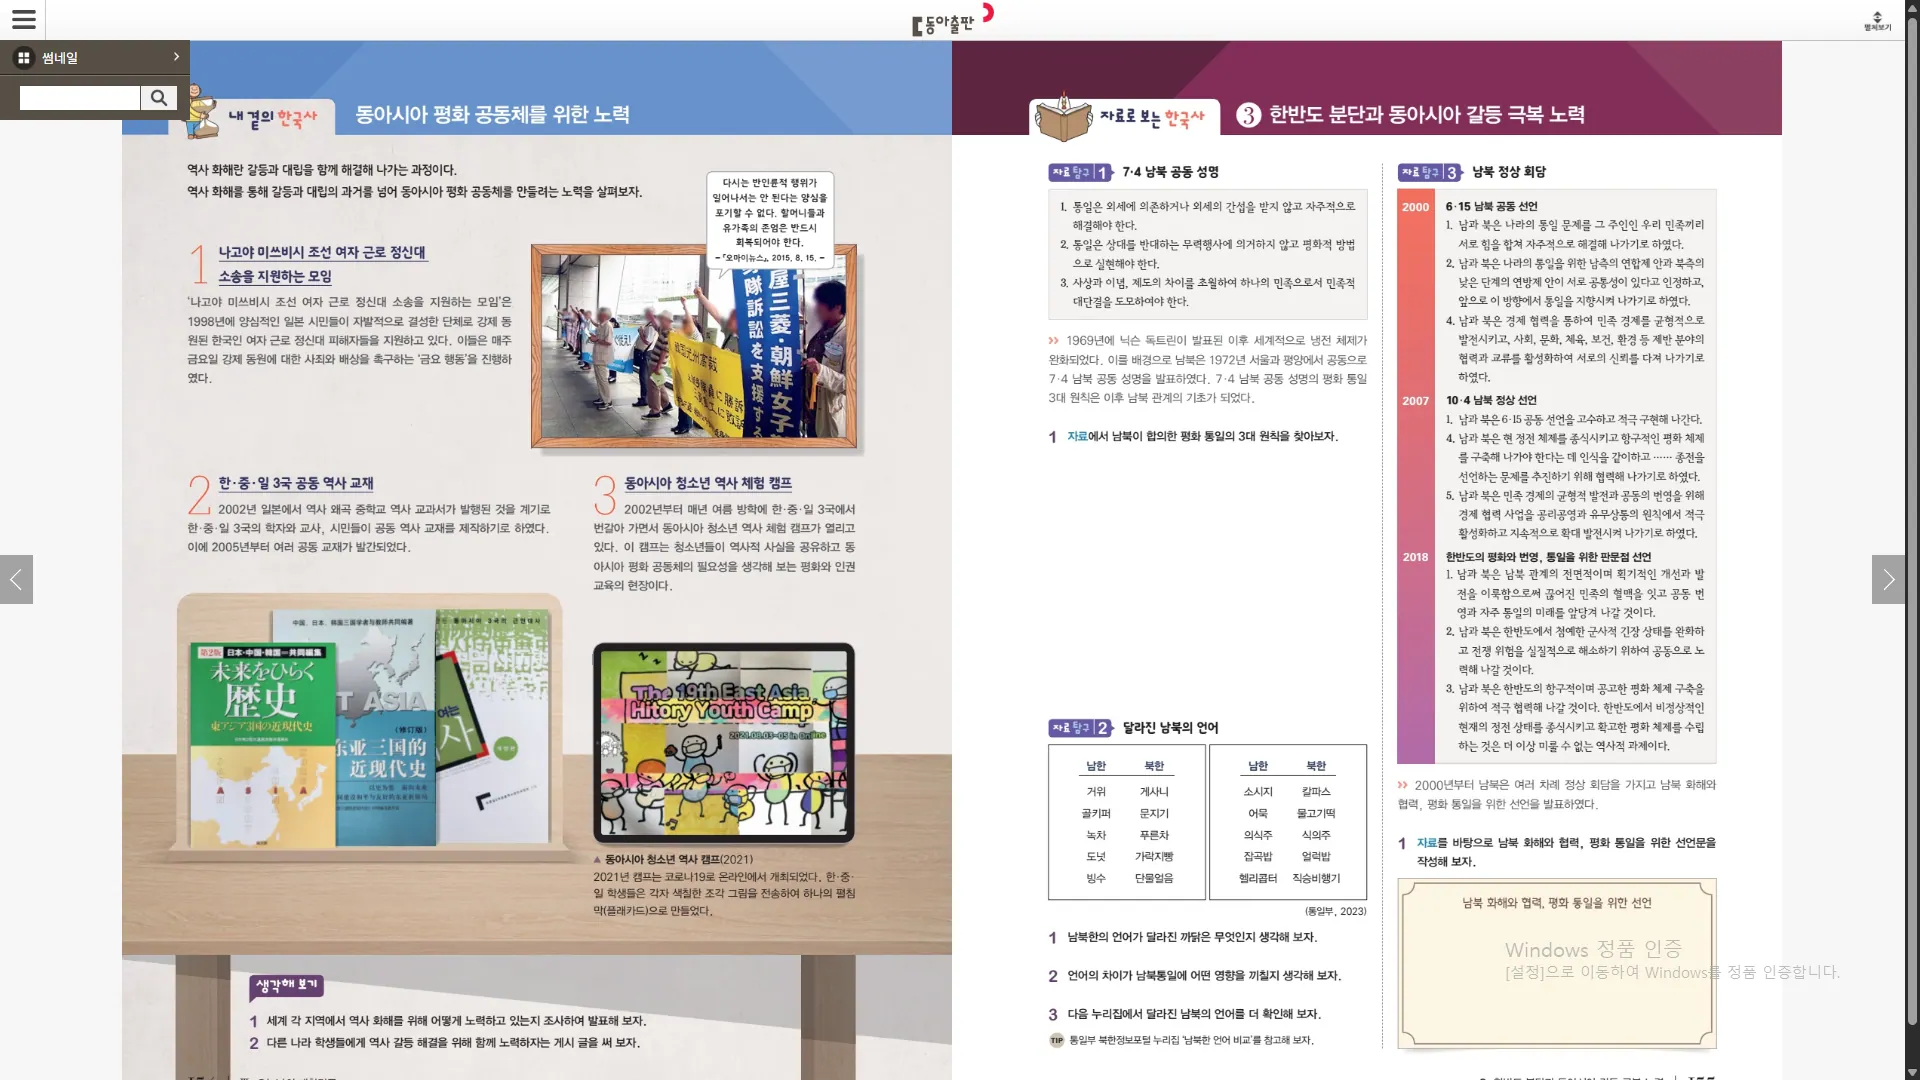 동아출판
펼쳐보기
썸네일
내 곁의 한국사
동아시아 평화 공동체를 위한 노력
역사 화해란 갈등과 대립을 함께 해결해 나가는 과정이다.
역사 화해를 통해 갈등과 대립의 과거를 넘어 동아시아 평화 공동체를 만들려는 노력을 살펴보자.
다시는 반인륜적 행위가
일어나서는 안 된다는 양심을
포기할 수 없다. 할머니들과
유가족의 존엄은 반드시
회복되어야 한다.
- 「오마이뉴스」, 2015. 8. 15. -
1 나고야 미쓰비시 조선 여자 근로 정신대
소송을 지원하는 모임
‘나고야 미쓰비시 조선 여자 근로 정신대 소송을 지원하는 모임’은
1998년에 양심적인 일본 시민들이 자발적으로 결성한 단체로 강제 동
원된 한국인 여자 근로 정신대 피해자들을 지원하고 있다. 이들은 매주
금요일 강제 동원에 대한 사죄와 배상을 촉구하는 ‘금요 행동’을 진행하
였다.
屋三菱·朝鮮女子
隊訴訟を支援する
2 한·중·일 3국 공동 역사 교재
2002년 일본에서 역사 왜곡 중학교 역사 교과서가 발행된 것을 계기로
한·중·일 3국의 학자와 교사, 시민들이 공동 역사 교재를 제작하기로 하였다.
이에 2005년부터 여러 공동 교재가 발간되었다.
3 동아시아 청소년 역사 체험 캠프
2002년부터 매년 여름 방학에 한·중·일 3국에서
번갈아 가면서 동아시아 청소년 역사 체험 캠프가 열리고
있다. 이 캠프는 청소년들이 역사적 사실을 공유하고 동
아시아 평화 공동체의 필요성을 생각해 보는 평화와 인권
교육의 현장이다.
中国、日本、韩国三国学者与教师共同编著
第2版 日本·中国·韓国=共同編集
未来をひらく
歴史
東アジア3国の近現代史
T ASIA
(修订版)
东亚三国的
近现代史
The 19th East Asia
Hitory Youth Camp
2021.08.03~05 in Online
▲ 동아시아 청소년 역사 캠프(2021)
2021년 캠프는 코로나19로 온라인에서 개최되었다. 한·중·
일 학생들은 각자 색칠한 조각 그림을 전송하여 하나의 펼침
막(플래카드)으로 만들었다.
생각해 보기
1 세계 각 지역에서 역사 화해를 위해 어떻게 노력하고 있는지 조사하여 발표해 보자.
2 다른 나라 학생들에게 역사 갈등 해결을 위해 함께 노력하자는 게시 글을 써 보자.
자료로 보는 한국사
3 한반도 분단과 동아시아 갈등 극복 노력
자료 탐구 1 7·4 남북 공동 성명
1. 통일은 외세에 의존하거나 외세의 간섭을 받지 않고 자주적으로
해결해야 한다.
2. 통일은 상대를 반대하는 무력행사에 의거하지 않고 평화적 방법
으로 실현해야 한다.
3. 사상과 이념, 제도의 차이를 초월하여 하나의 민족으로서 민족적
대단결을 도모하여야 한다.
1969년에 닉슨 독트린이 발표된 이후 세계적으로 냉전 체제가
완화되었다. 이를 배경으로 남북은 1972년 서울과 평양에서 공동으로
7·4 남북 공동 성명을 발표하였다. 7·4 남북 공동 성명의 평화 통일
3대 원칙은 이후 남북 관계의 기초가 되었다.
1 자료에서 남북이 합의한 평화 통일의 3대 원칙을 찾아보자.
자료 탐구 2 달라진 남북의 언어
남한 북한 남한 북한
거위 게사니 소시지 칼파스
골키퍼 문지기 어묵 물고기떡
녹차 푸른차 의식주 식의주
도넛 가락지빵 잡곡밥 얼럭밥
빙수 단물얼음 헬리콥터 직승비행기
(통일부, 2023)
1 남북한의 언어가 달라진 까닭은 무엇인지 생각해 보자.
2 언어의 차이가 남북통일에 어떤 영향을 끼칠지 생각해 보자.
3 다음 누리집에서 달라진 남북의 언어를 더 확인해 보자.
TIP 통일부 북한정보포털 누리집 ‘남북한 언어 비교’를 참고해 보자.
자료 탐구 3 남북 정상 회담
2000 6·15 남북 공동 선언
1. 남과 북은 나라의 통일 문제를 그 주인인 우리 민족끼리
서로 힘을 합쳐 자주적으로 해결해 나가기로 하였다.
2. 남과 북은 나라의 통일을 위한 남측의 연합제 안과 북측의
낮은 단계의 연방제 안이 서로 공통성이 있다고 인정하고,
앞으로 이 방향에서 통일을 지향시켜 나가기로 하였다.
4. 남과 북은 경제 협력을 통하여 민족 경제를 균형적으로
발전시키고, 사회, 문화, 체육, 보건, 환경 등 제반 분야의
협력과 교류를 활성화하여 서로의 신뢰를 다져 나가기로
하였다.
2007 10·4 남북 정상 선언
1. 남과 북은 6·15 공동 선언을 고수하고 적극 구현해 나간다.
4. 남과 북은 현 정전 체제를 종식시키고 항구적인 평화 체제
를 구축해 나가야 한다는 데 인식을 같이하고 …… 종전을
선언하는 문제를 추진하기 위해 협력해 나가기로 하였다.
5. 남과 북은 민족 경제의 균형적 발전과 공동의 번영을 위해
경제 협력 사업을 공리공영과 유무상통의 원칙에서 적극
활성화하고 지속적으로 확대 발전시켜 나가기로 하였다.
2018 한반도의 평화와 번영, 통일을 위한 판문점 선언
1. 남과 북은 남북 관계의 전면적이며 획기적인 개선과 발
전을 이룩함으로써 끊어진 민족의 혈맥을 잇고 공동 번
영과 자주 통일의 미래를 앞당겨 나갈 것이다.
2. 남과 북은 한반도에서 첨예한 군사적 긴장 상태를 완화하
고 전쟁 위험을 실질적으로 해소하기 위하여 공동으로 노
력해 나갈 것이다.
3. 남과 북은 한반도의 항구적이며 공고한 평화 체제 구축을
위하여 적극 협력해 나갈 것이다. 한반도에서 비정상적인
현재의 정전 상태를 종식시키고 확고한 평화 체제를 수립
하는 것은 더 이상 미룰 수 없는 역사적 과제이다.
2000년부터 남북은 여러 차례 정상 회담을 가지고 남북 화해와
협력, 평화 통일을 위한 선언을 발표하였다.
1 자료를 바탕으로 남북 화해와 협력, 평화 통일을 위한 선언문을
작성해 보자.
남북 화해와 협력, 평화 통일을 위한 선언
Windows 정품 인증
[설정]으로 이동하여 Windows를 정품 인증합니다.